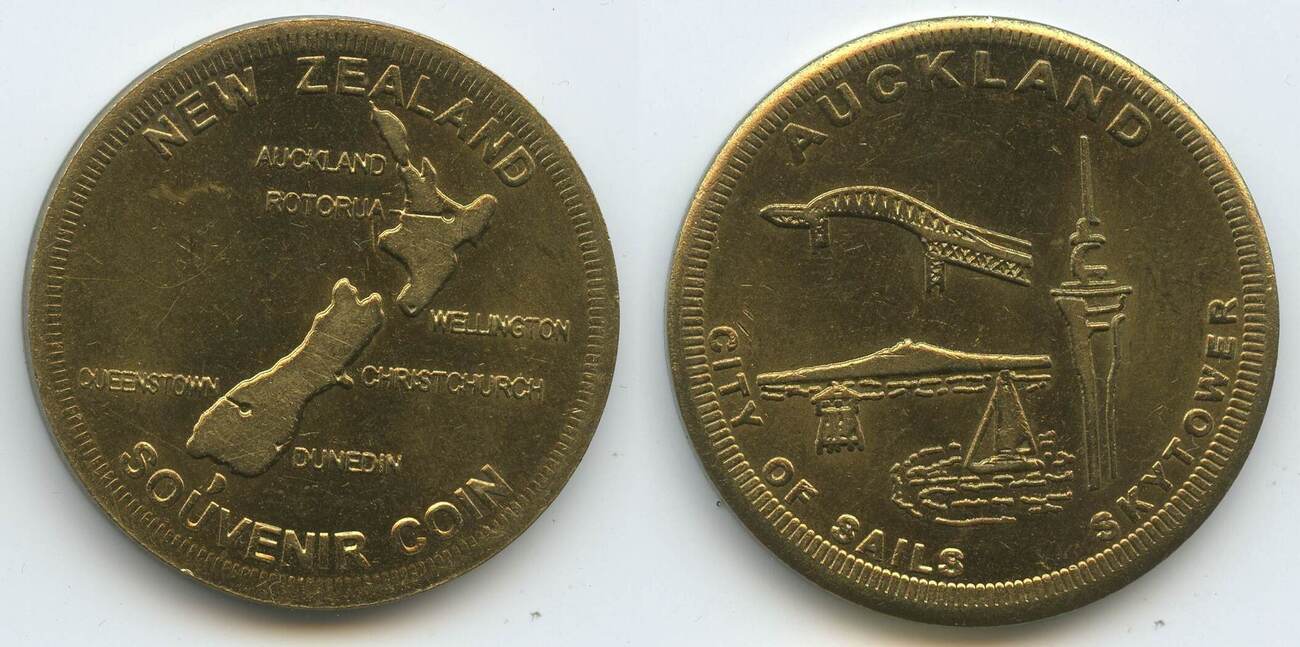 NEW ZEALAND
AUCKLAND
ROTORUA
WELLINGTON
QUEENSTOWN
CHRISTCHURCH
DUNEDIN
SOUVENIR COIN
AUCKLAND
CITY OF SAILS
SKYTOWER